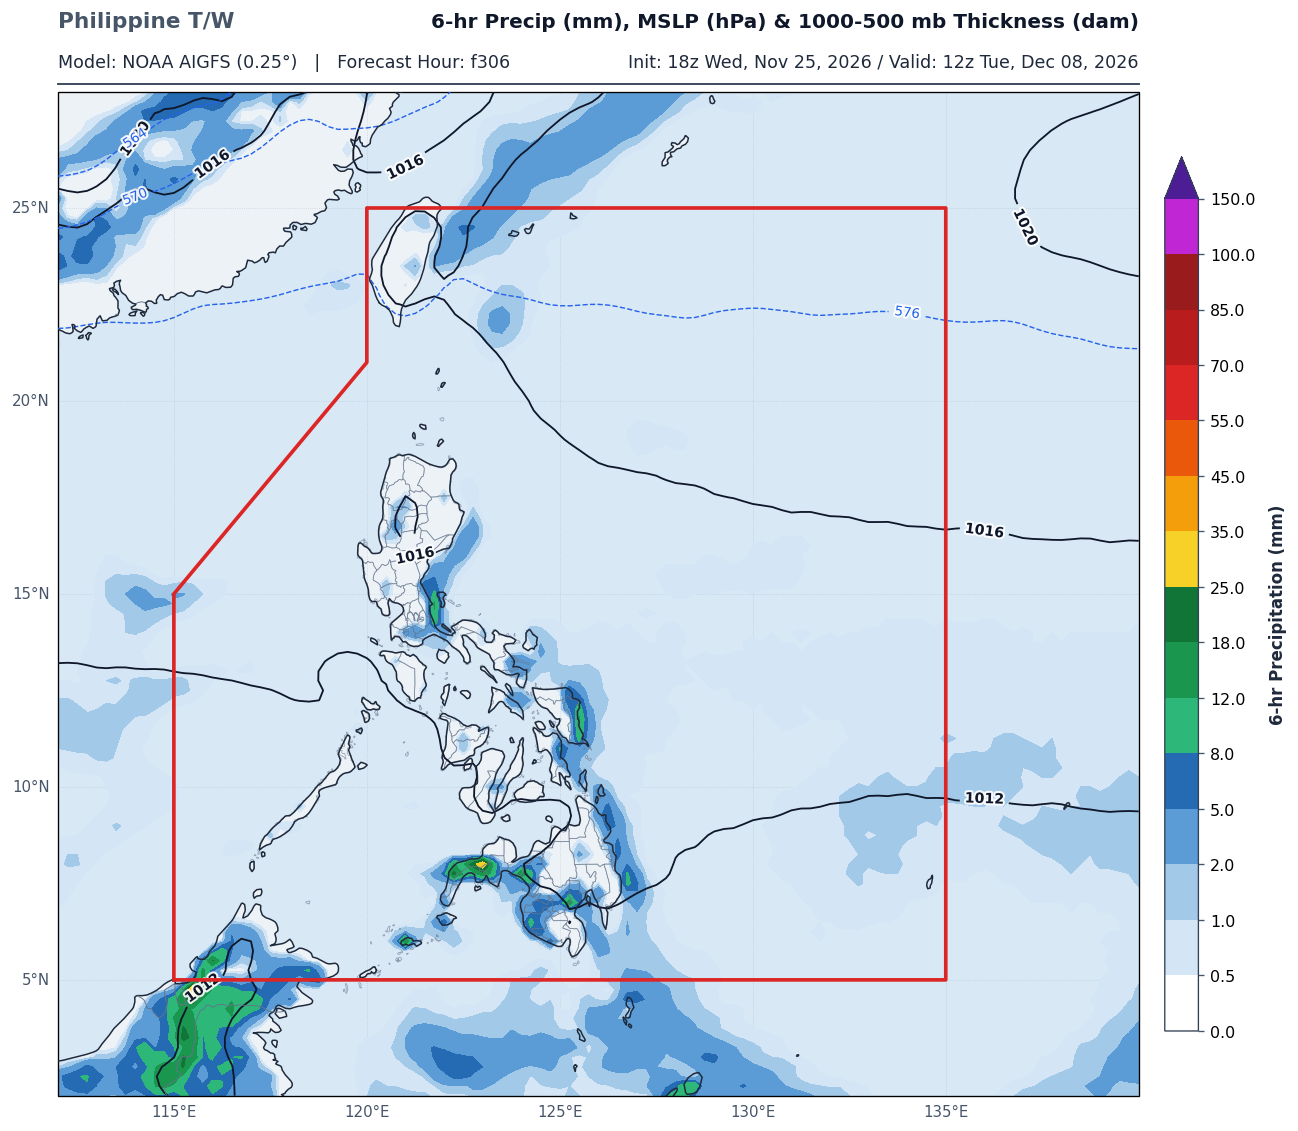 Philippine T/W
6-hr Precip (mm), MSLP (hPa) & 1000-500 mb Thickness (dam)
Model: NOAA AIGFS (0.25°)   |   Forecast Hour: f306
Init: 18z Wed, Nov 25, 2026 / Valid: 12z Tue, Dec 08, 2026
564
1016
1016
570
1020
25°N
576
20°N
1016
1016
15°N
10°N
1012
5°N
1012
115°E
120°E
125°E
130°E
135°E
150.0
100.0
85.0
70.0
55.0
45.0
35.0
25.0
18.0
12.0
8.0
5.0
2.0
1.0
0.5
0.0
6-hr Precipitation (mm)